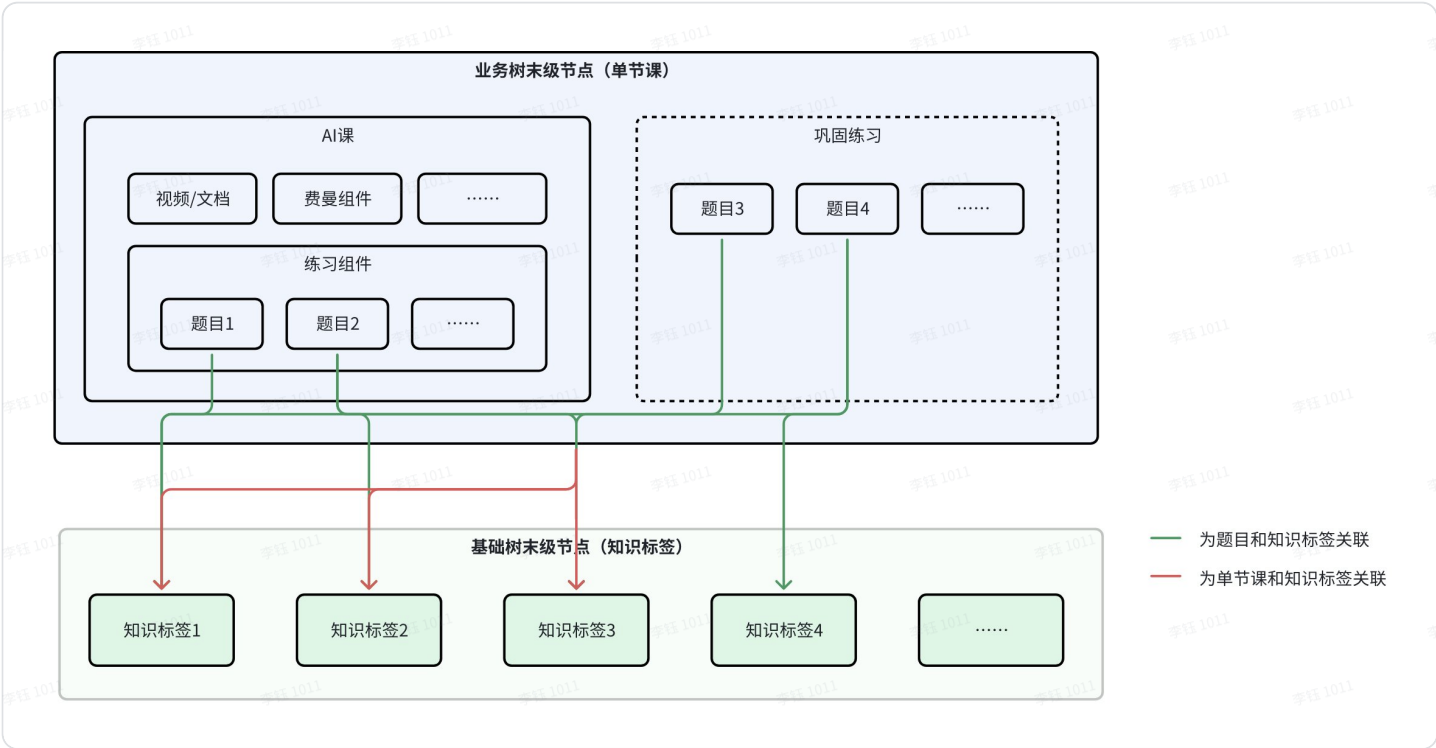 业务树末级节点（单节课）
AI课
视频/文档
费曼组件
……
练习组件
题目1
题目2
……
巩固练习
题目3
题目4
……
基础树末级节点（知识标签）
知识标签1
知识标签2
知识标签3
知识标签4
……
为题目和知识标签关联
为单节课和知识标签关联
李钰 1011